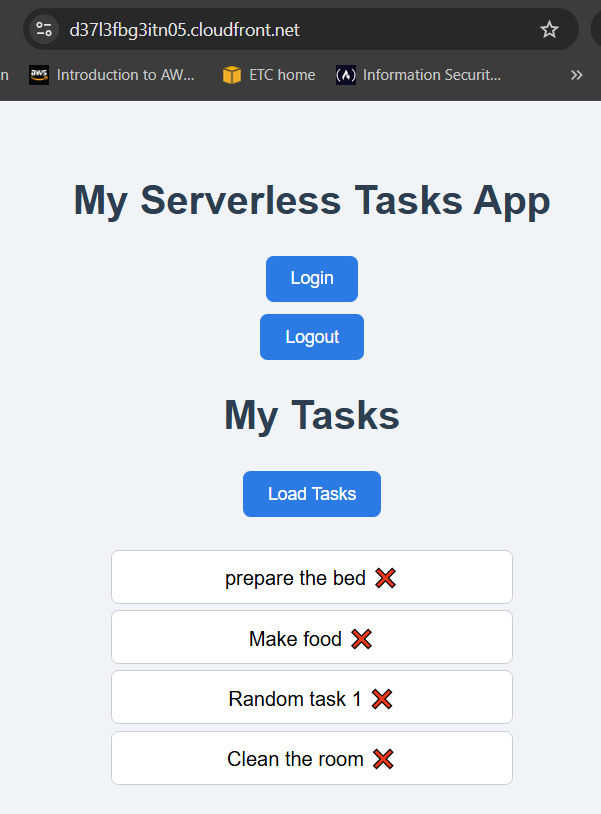 d37l3fbg3itn05.cloudfront.net
n aws Introduction to AW... ETC home Information Securit... »
My Serverless Tasks App
Login
Logout
My Tasks
Load Tasks
prepare the bed ❌
Make food ❌
Random task 1 ❌
Clean the room ❌